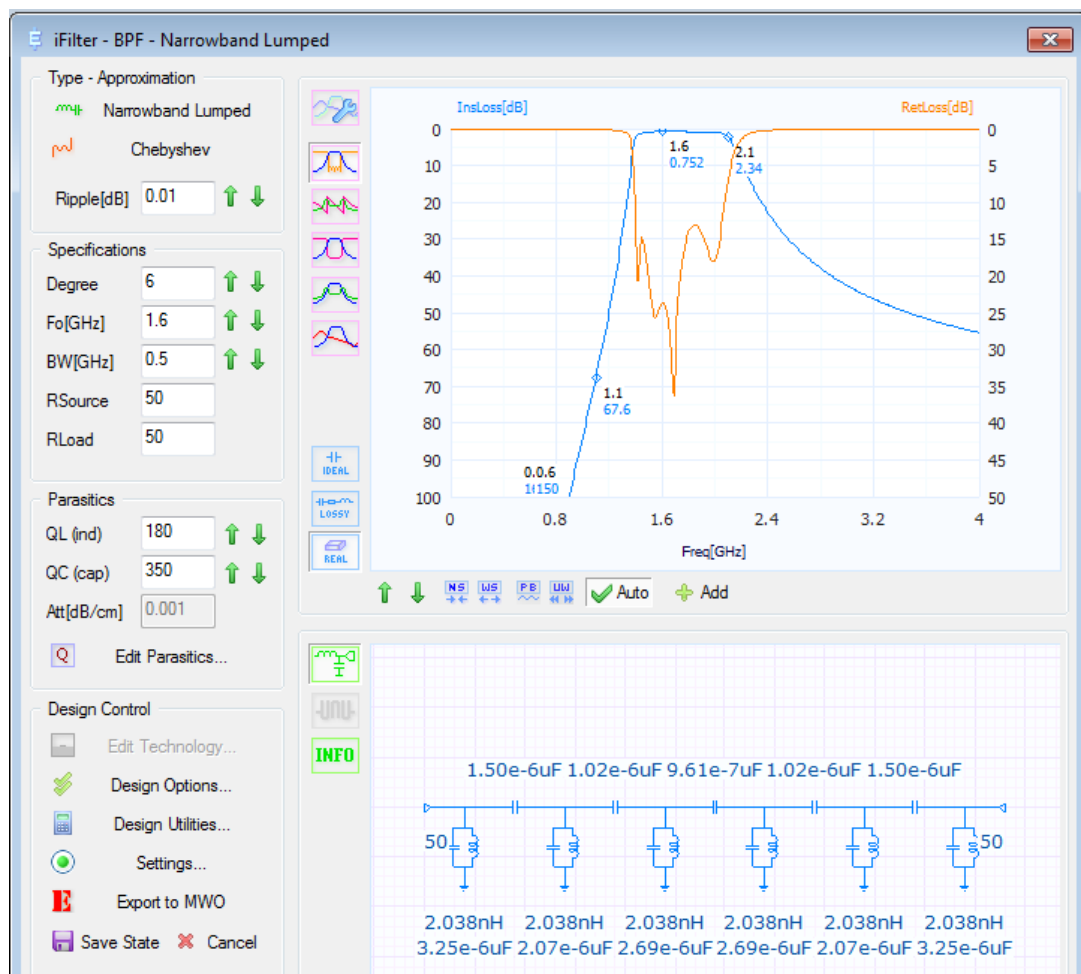 iFilter - BPF - Narrowband Lumped
Type - Approximation
Narrowband Lumped
Chebyshev
Ripple[dB] 0.01
Specifications
Degree 6
Fo[GHz] 1.6
BW[GHz] 0.5
RSource 50
RLoad 50
Parasitics
QL (ind) 180
QC (cap) 350
Att[dB/cm] 0.001
Q Edit Parasitics...
Design Control
Edit Technology...
Design Options...
Design Utilities...
Settings...
E Export to MWO
Save State Cancel
IDEAL
LOSSY
REAL
InsLoss[dB] RetLoss[dB]
0 0
10 5
20 10
30 15
40 20
50 25
60 30
70 35
80 40
90 45
100 50
1.6
0.752
2.1
2.34
1.1
67.6
0.6
150
0 0.8 1.6 2.4 3.2 4
Freq[GHz]
NS WS PB UW Auto Add
INFO
1.50e-6uF 1.02e-6uF 9.61e-7uF 1.02e-6uF 1.50e-6uF
50 50
2.038nH 2.038nH 2.038nH 2.038nH 2.038nH 2.038nH
3.25e-6uF 2.07e-6uF 2.69e-6uF 2.69e-6uF 2.07e-6uF 3.25e-6uF